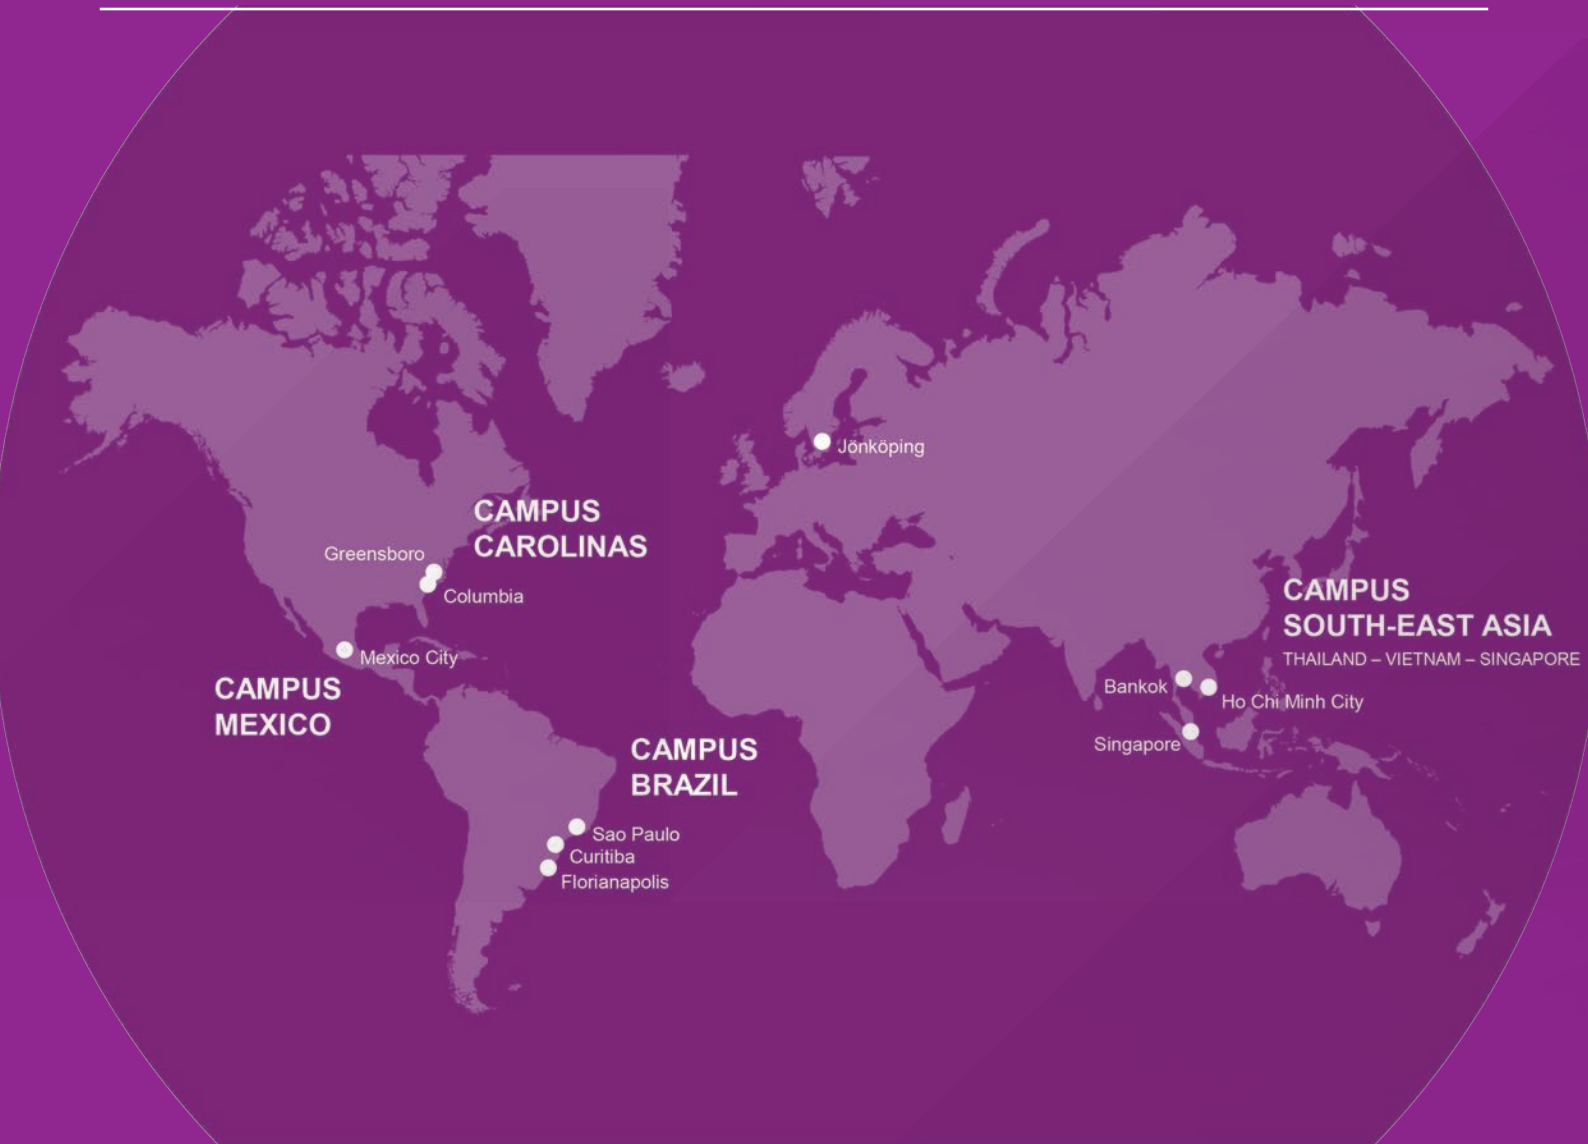 Jönköping
CAMPUS
CAROLINAS
Greensboro
Columbia
Mexico City
CAMPUS
MEXICO
CAMPUS
BRAZIL
Sao Paulo
Curitiba
Florianapolis
CAMPUS
SOUTH-EAST ASIA
THAILAND – VIETNAM – SINGAPORE
Bankok
Ho Chi Minh City
Singapore